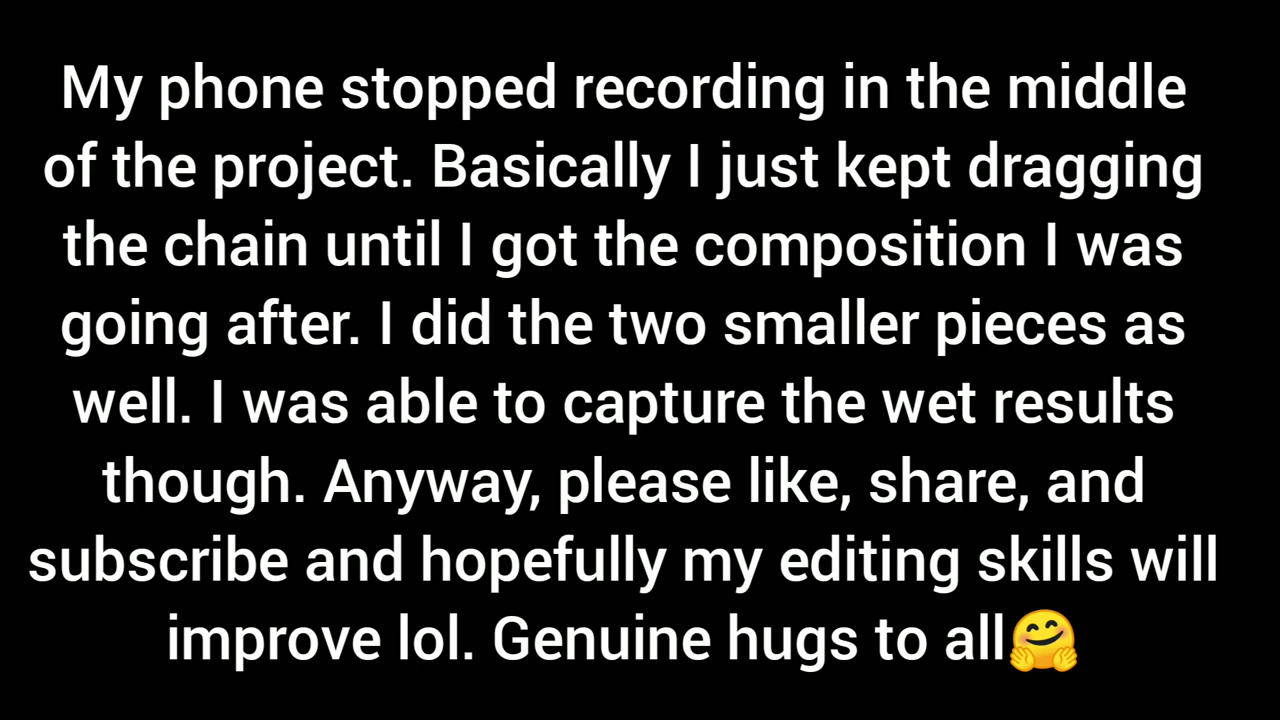 My phone stopped recording in the middle
of the project. Basically I just kept dragging
the chain until I got the composition I was
going after. I did the two smaller pieces as
well. I was able to capture the wet results
though. Anyway, please like, share, and
subscribe and hopefully my editing skills will
improve lol. Genuine hugs to all🤗